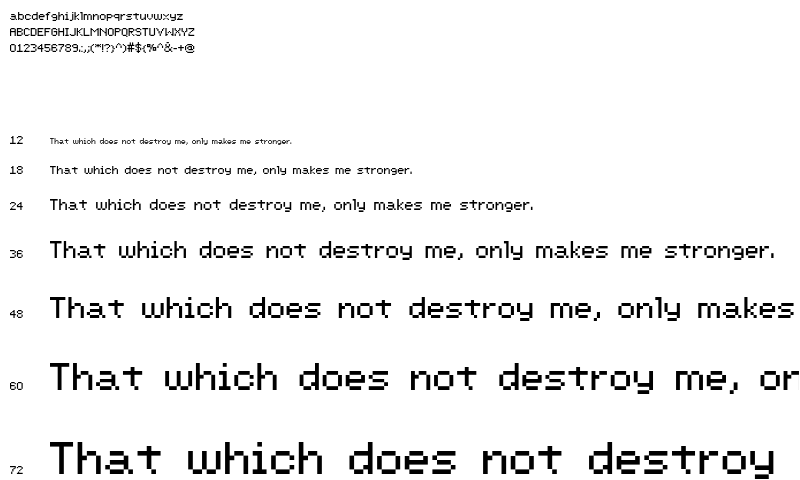 abcdefghijklmnopqrstuvwxyz
ABCDEFGHIJKLMNOPQRSTUVWXYZ
0123456789.:,;(*!?}^)#${%^&-+@
12 That which does not destroy me, only makes me stronger.
18 That which does not destroy me, only makes me stronger.
24 That which does not destroy me, only makes me stronger.
36 That which does not destroy me, only makes me stronger.
48 That which does not destroy me, only makes
60 That which does not destroy me, on
72 That which does not destroy